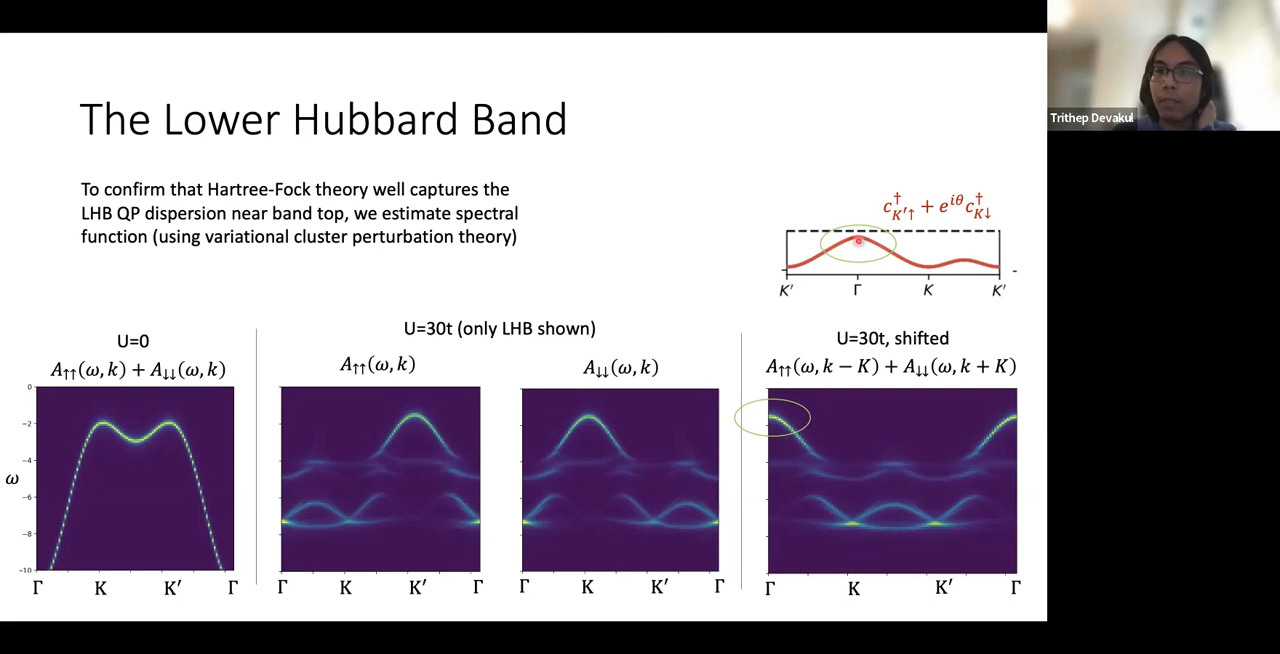 The Lower Hubbard Band
Trithep Devakul
To confirm that Hartree-Fock theory well captures the
LHB QP dispersion near band top, we estimate spectral
function (using variational cluster perturbation theory)
c†K′↑ + e^{iθ}c†K↓
K′ Γ K K′
U=0
A↑↑(ω, k) + A↓↓(ω, k)
0
−2
−4
−6
−8
−10
ω
Γ K K′ Γ
U=30t (only LHB shown)
A↑↑(ω, k)
Γ K K′ Γ
A↓↓(ω, k)
Γ K K′ Γ
U=30t, shifted
A↑↑(ω, k − K) + A↓↓(ω, k + K)
Γ K K′ Γ